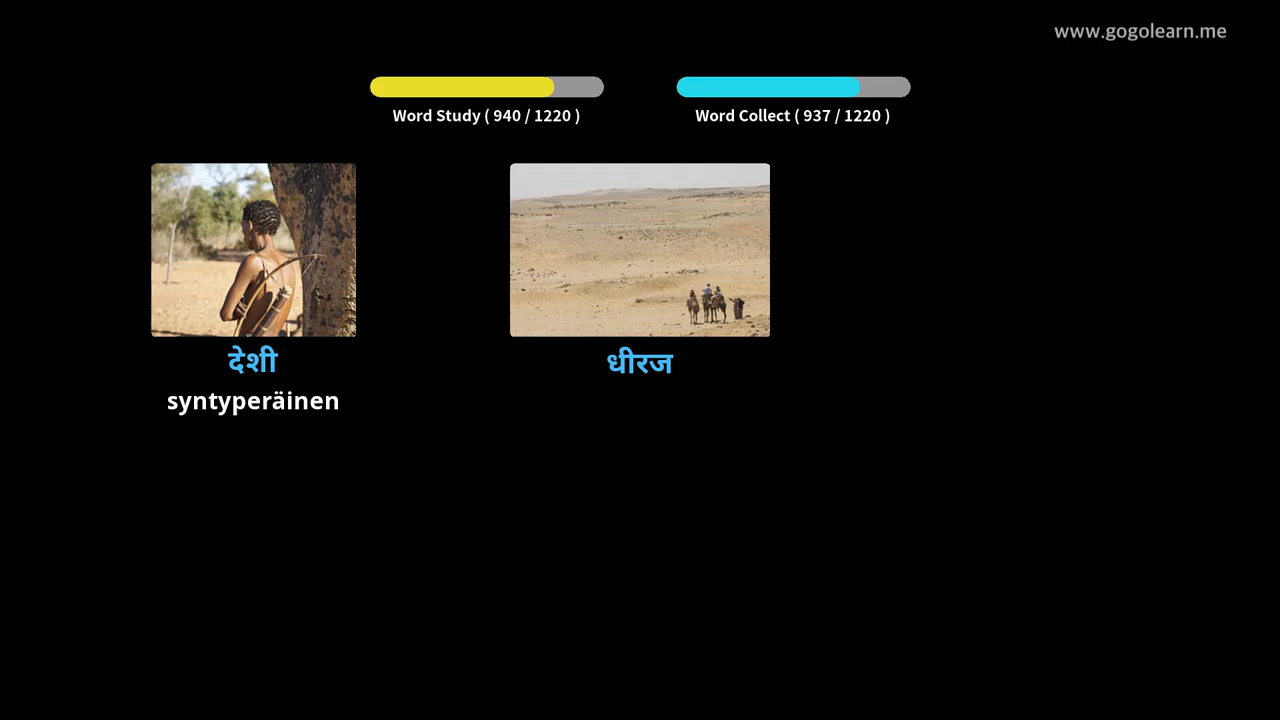 www.gogolearn.me
Word Study ( 940 / 1220 )
Word Collect ( 937 / 1220 )
देशी
धीरज
syntyperäinen